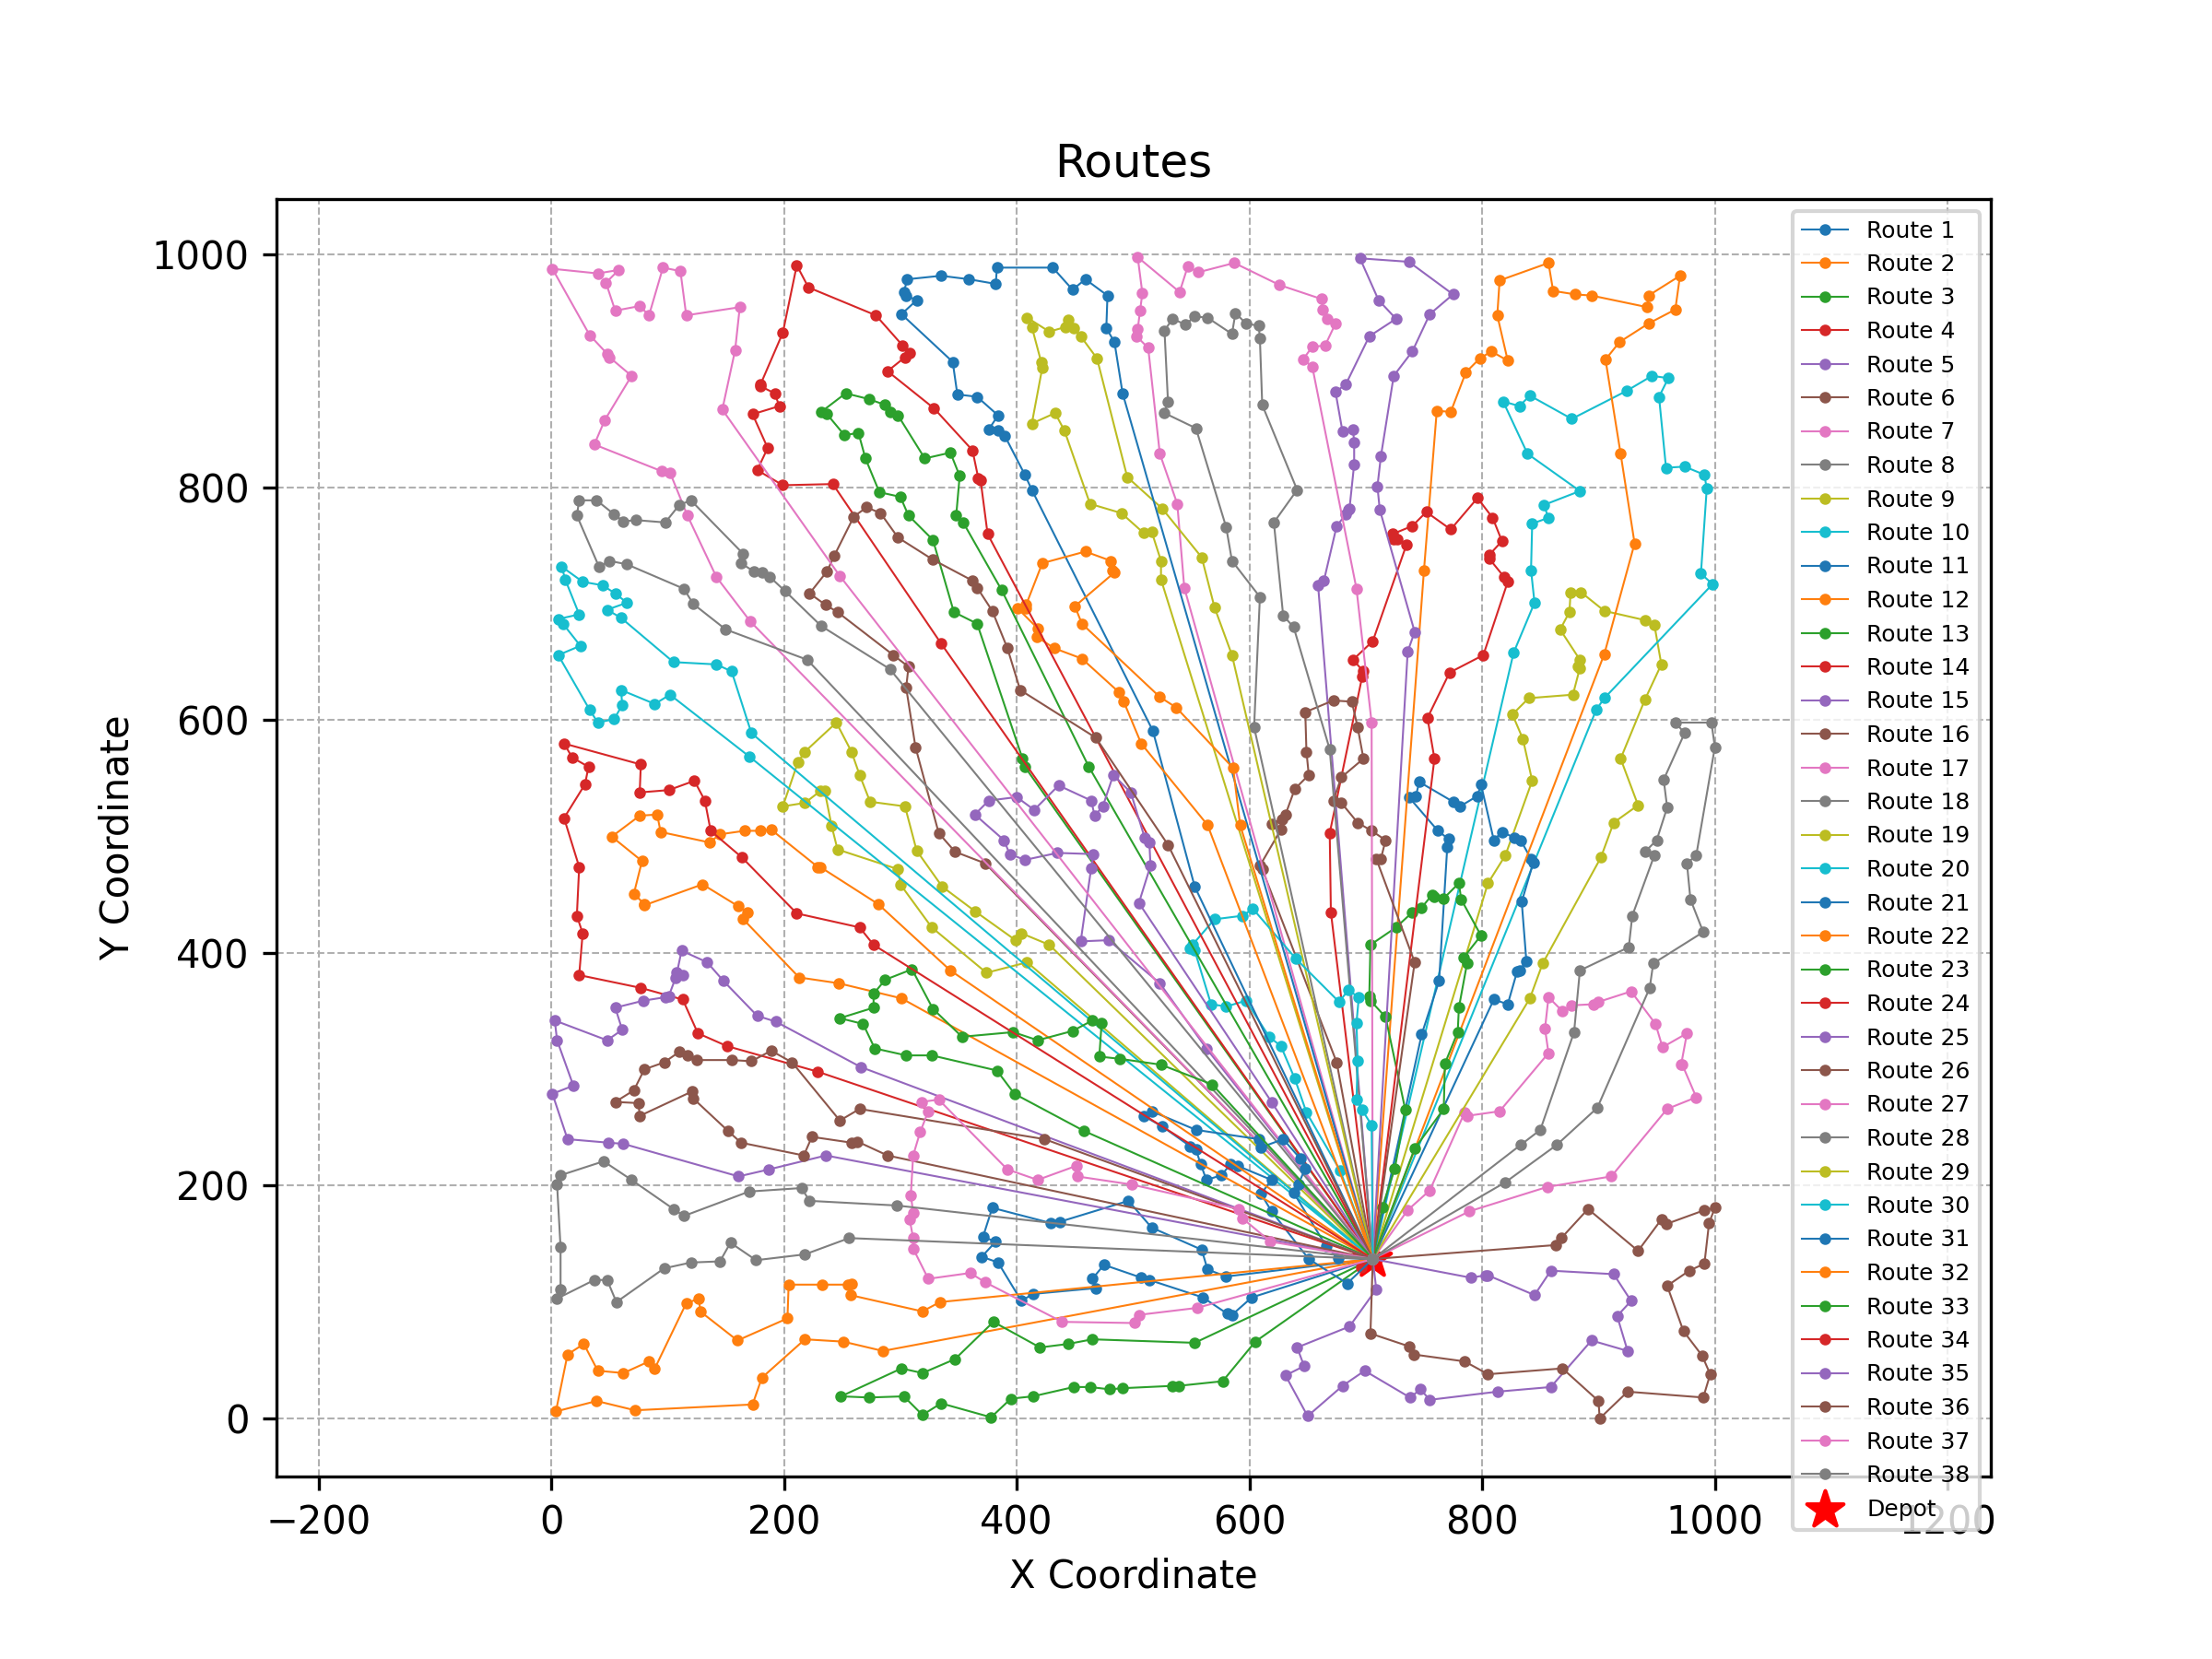 Routes
1000
800
600
400
200
0
Y Coordinate
−200
0
200
400
600
800
1000
1200
X Coordinate
Route 1
Route 2
Route 3
Route 4
Route 5
Route 6
Route 7
Route 8
Route 9
Route 10
Route 11
Route 12
Route 13
Route 14
Route 15
Route 16
Route 17
Route 18
Route 19
Route 20
Route 21
Route 22
Route 23
Route 24
Route 25
Route 26
Route 27
Route 28
Route 29
Route 30
Route 31
Route 32
Route 33
Route 34
Route 35
Route 36
Route 37
Route 38
Depot